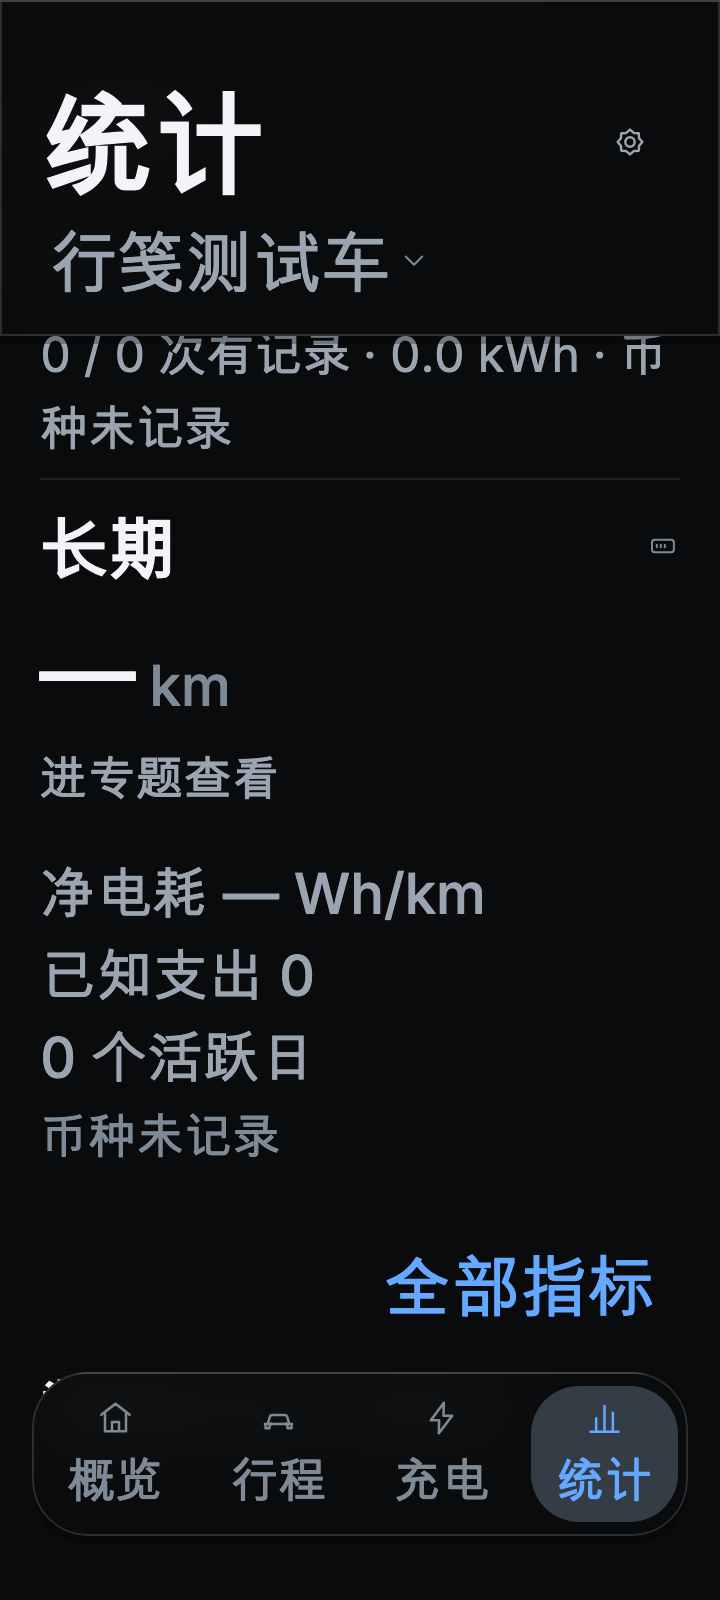 统计
行笺测试车
0 / 0 次有记录 · 0.0 kWh · 币
种未记录
长期
— km
进专题查看
净电耗 — Wh/km
已知支出 0
0 个活跃日
币种未记录
全部指标
概览
行程
充电
统计